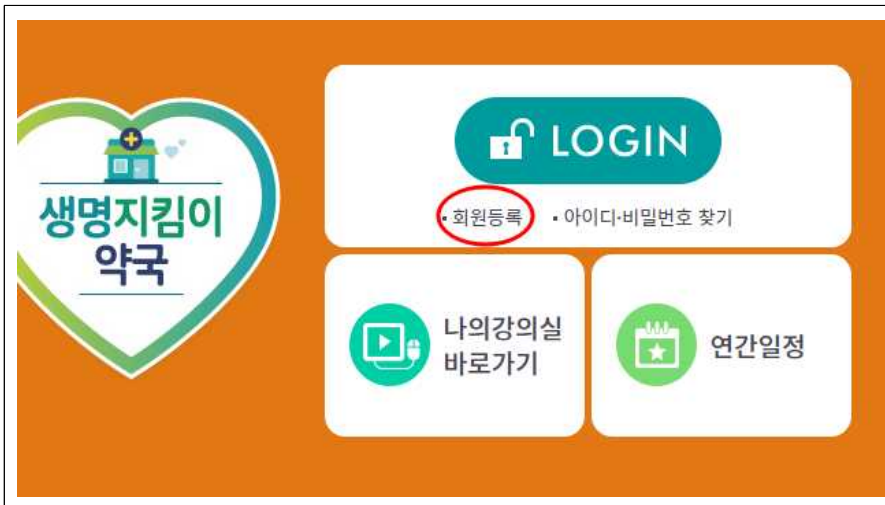 생명지킴이
약국
LOGIN
• 회원등록 • 아이디·비밀번호 찾기
나의강의실
바로가기
연간일정